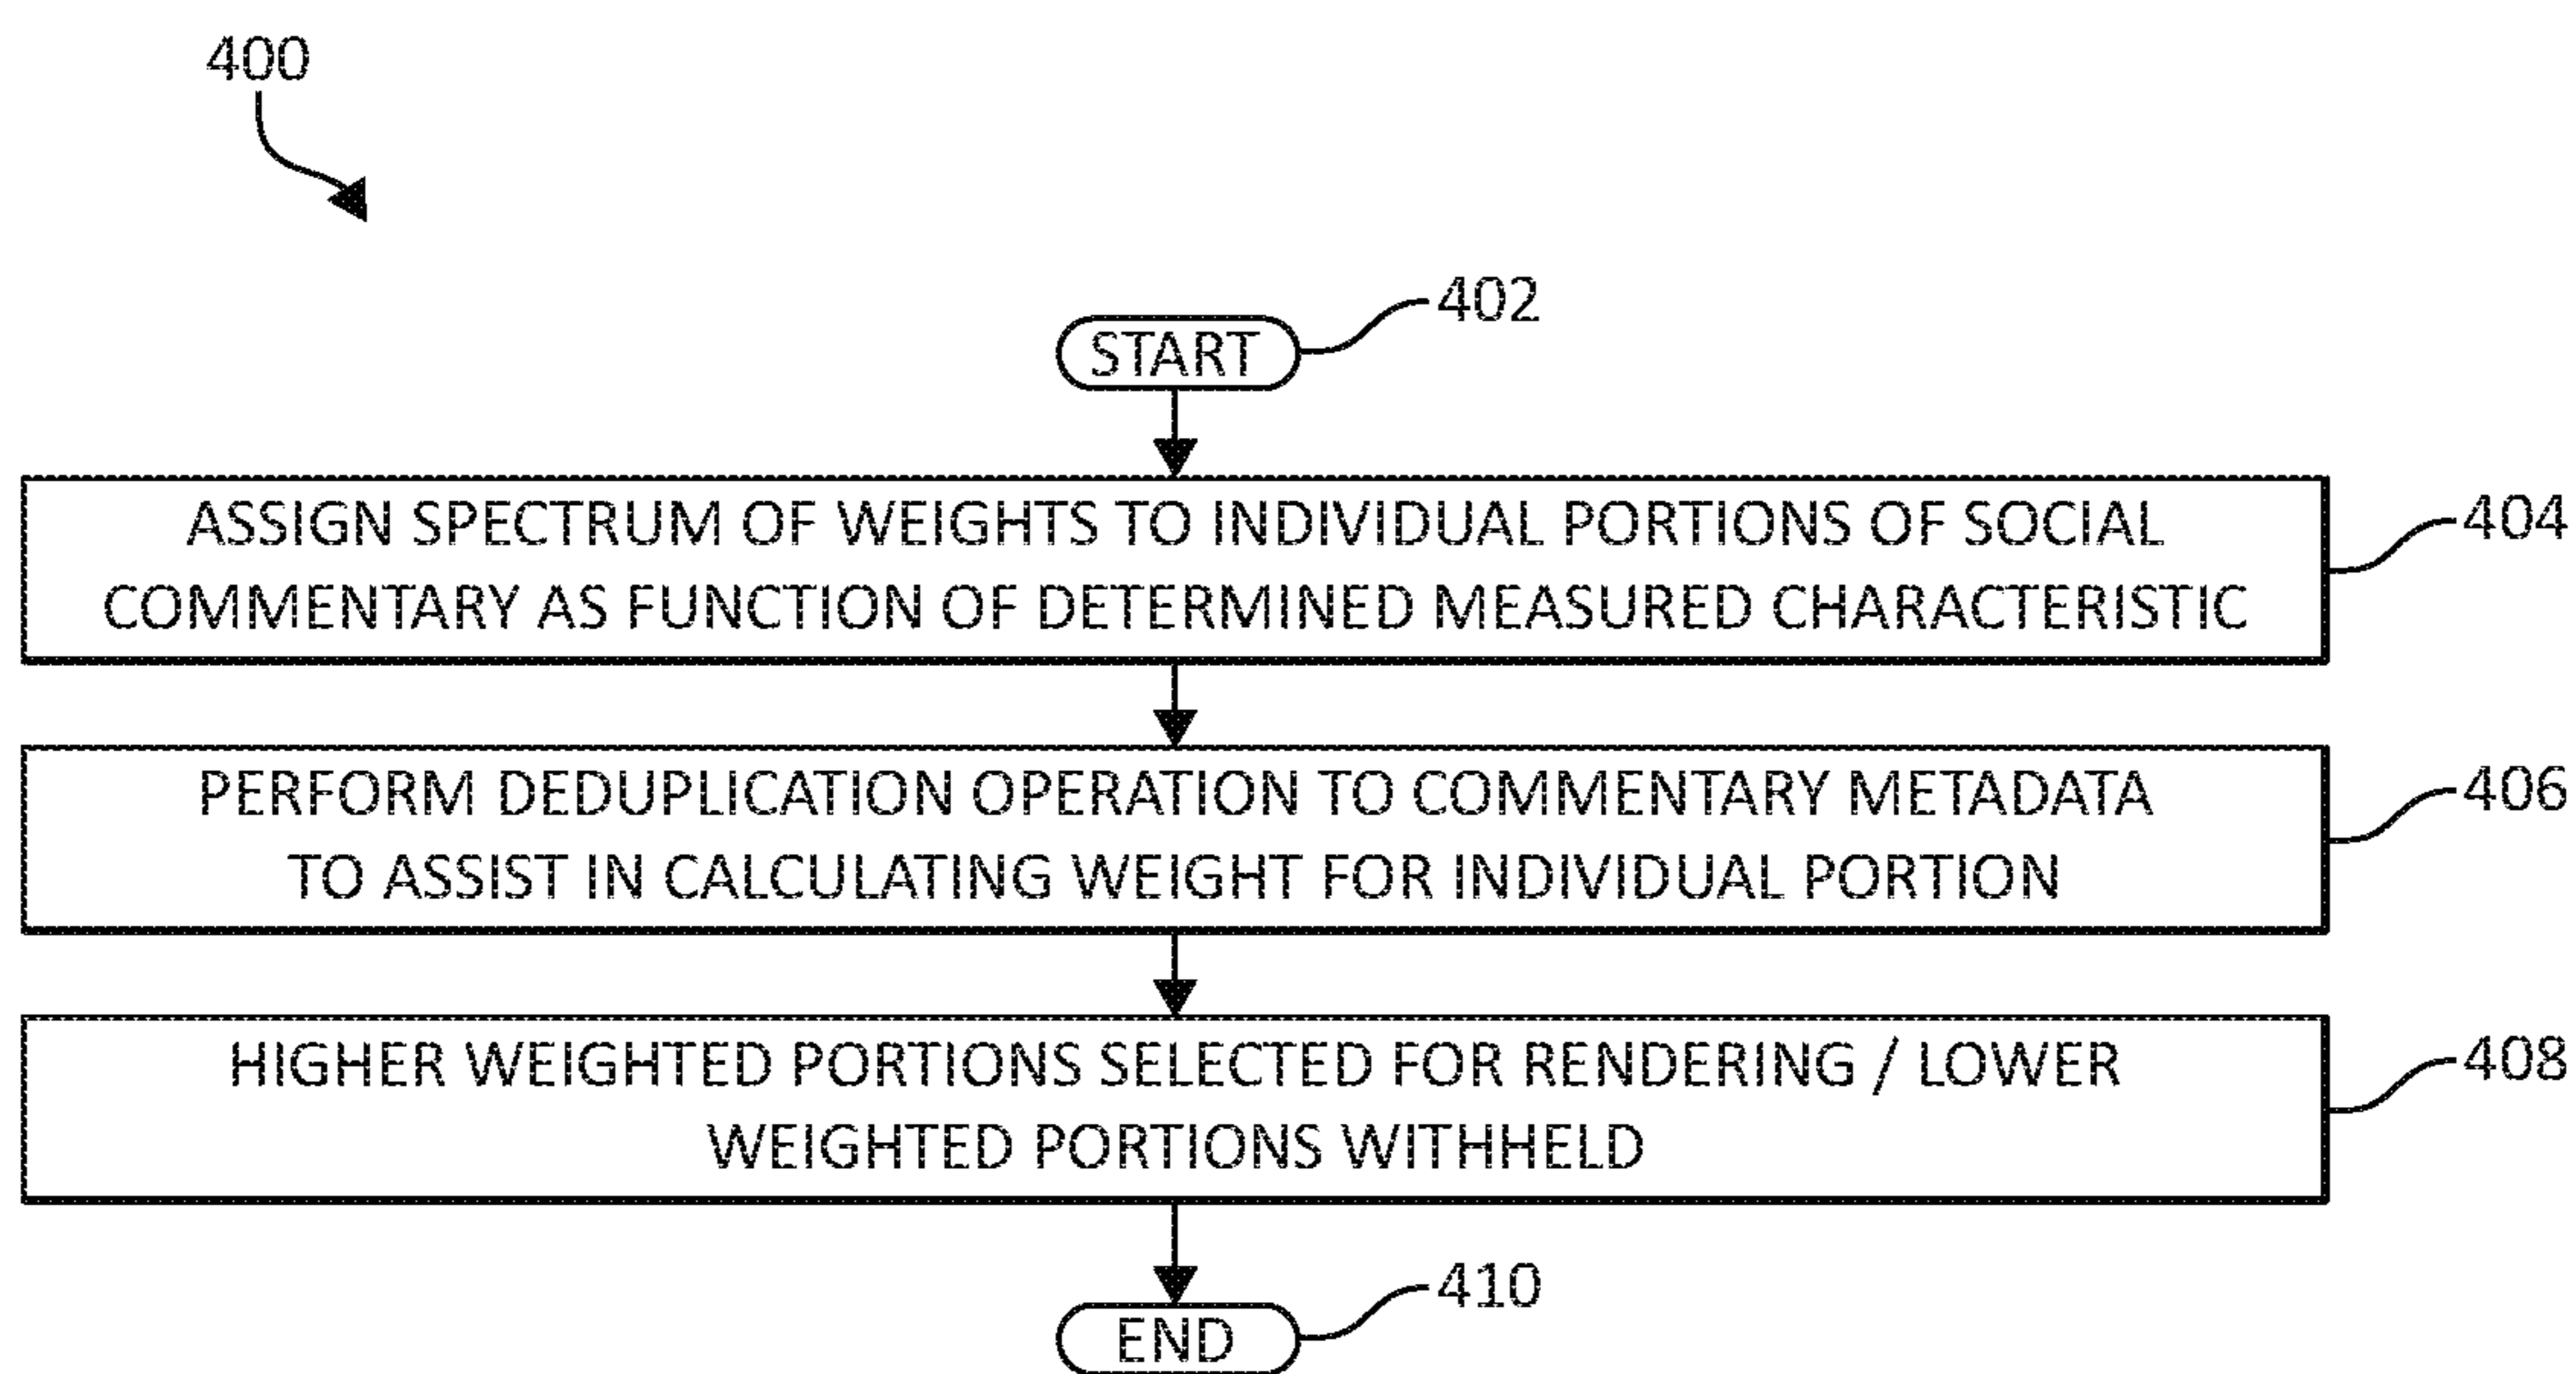 400
START
402
ASSIGN SPECTRUM OF WEIGHTS TO INDIVIDUAL PORTIONS OF SOCIAL
COMMENTARY AS FUNCTION OF DETERMINED MEASURED CHARACTERISTIC
404
PERFORM DEDUPLICATION OPERATION TO COMMENTARY METADATA
TO ASSIST IN CALCULATING WEIGHT FOR INDIVIDUAL PORTION
406
HIGHER WEIGHTED PORTIONS SELECTED FOR RENDERING / LOWER
WEIGHTED PORTIONS WITHHELD
408
END
410